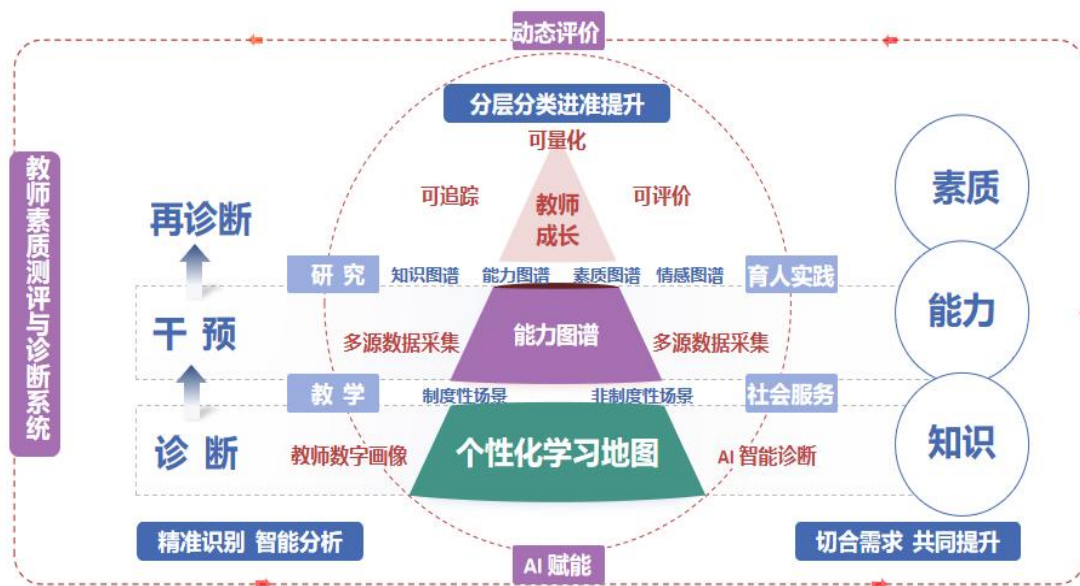 动态评价
分层分类进准提升
可量化
可追踪
可评价
教师
成长
教师素质测评与诊断系统
再诊断
素质
研究
知识图谱
能力图谱
素质图谱
情感图谱
育人实践
干预
多源数据采集
能力图谱
多源数据采集
能力
教学
制度性场景
非制度性场景
社会服务
诊断
教师数字画像
个性化学习地图
AI 智能诊断
知识
精准识别 智能分析
切合需求 共同提升
AI 赋能